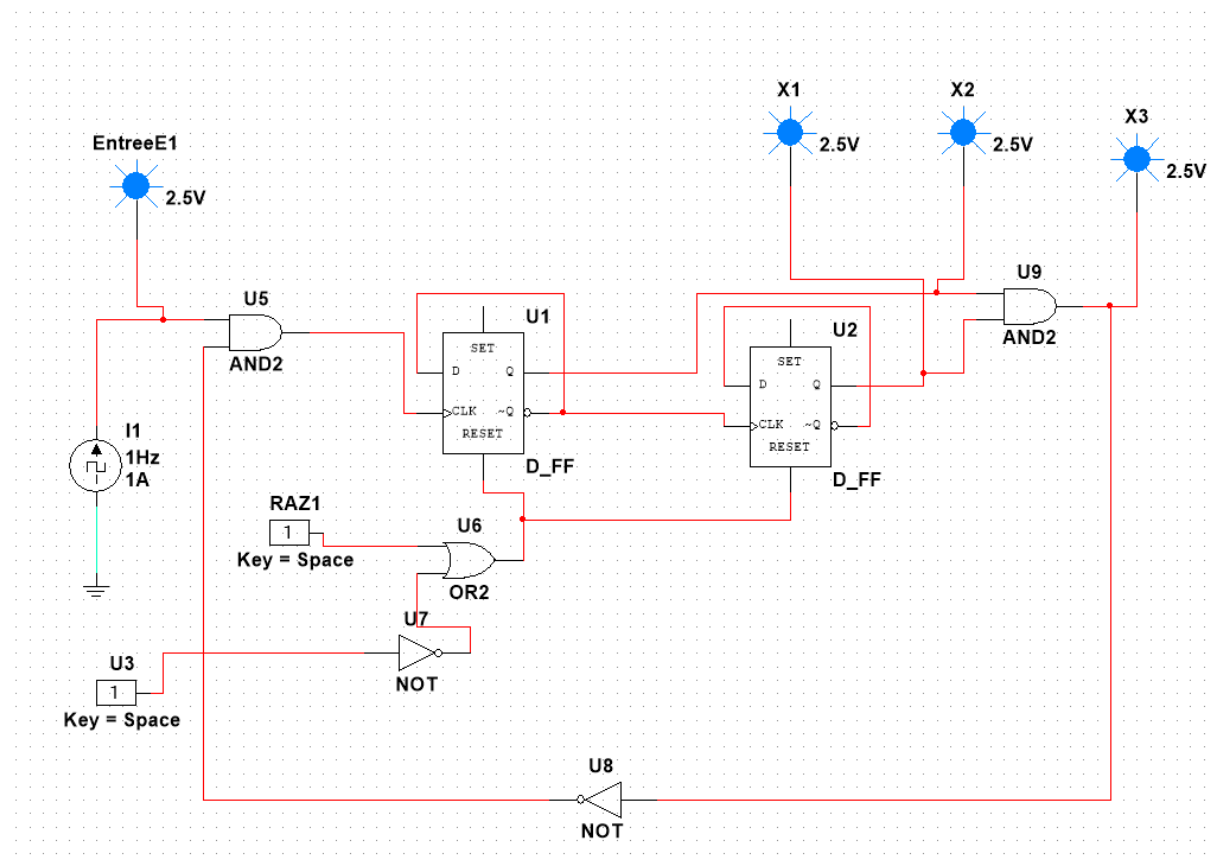 X1
2.5V
X2
2.5V
X3
2.5V
EntreeE1
2.5V
U5
AND2
U1
SET
D
Q
CLK
~Q
RESET
D_FF
U2
SET
D
Q
CLK
~Q
RESET
D_FF
U9
AND2
I1
1Hz
1A
RAZ1
1
Key = Space
U6
OR2
U7
NOT
U3
1
Key = Space
U8
NOT